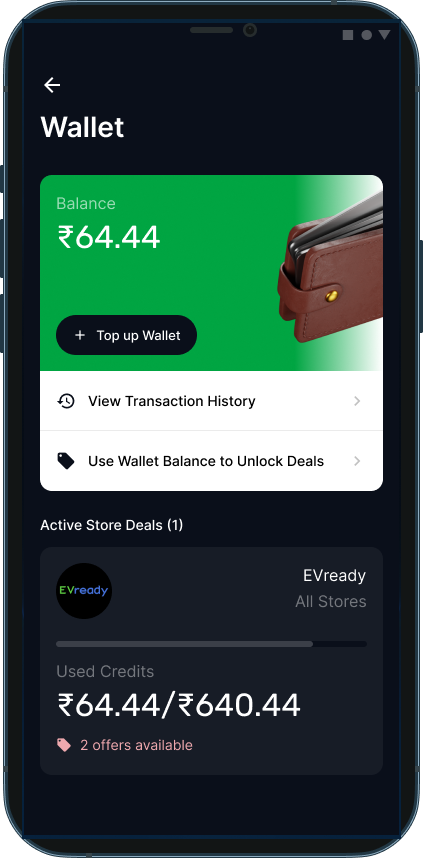 Wallet
Balance
₹64.44
+ Top up Wallet
View Transaction History
Use Wallet Balance to Unlock Deals
Active Store Deals (1)
EVready
EVready
All Stores
Used Credits
₹64.44/₹640.44
2 offers available